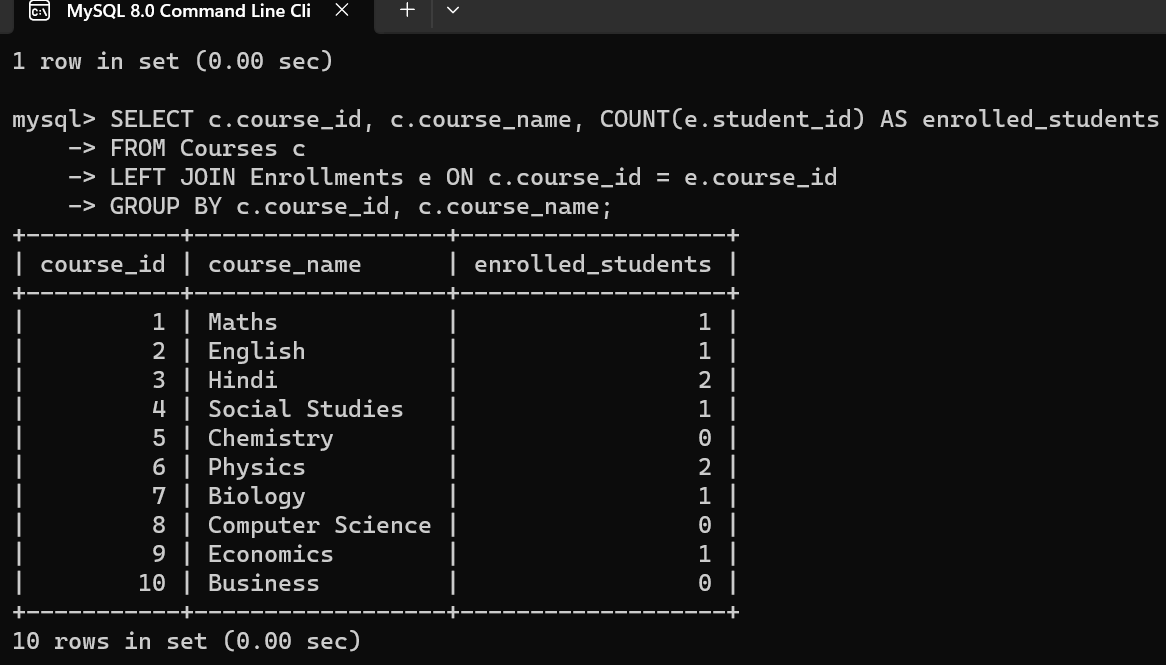 MySQL 8.0 Command Line Cli
1 row in set (0.00 sec)
mysql> SELECT c.course_id, c.course_name, COUNT(e.student_id) AS enrolled_students
    -> FROM Courses c
    -> LEFT JOIN Enrollments e ON c.course_id = e.course_id
    -> GROUP BY c.course_id, c.course_name;
+-----------+------------------+-------------------+
| course_id | course_name      | enrolled_students |
+-----------+------------------+-------------------+
|         1 | Maths            |                 1 |
|         2 | English          |                 1 |
|         3 | Hindi            |                 2 |
|         4 | Social Studies   |                 1 |
|         5 | Chemistry        |                 0 |
|         6 | Physics          |                 2 |
|         7 | Biology          |                 1 |
|         8 | Computer Science |                 0 |
|         9 | Economics        |                 1 |
|        10 | Business         |                 0 |
+-----------+------------------+-------------------+
10 rows in set (0.00 sec)